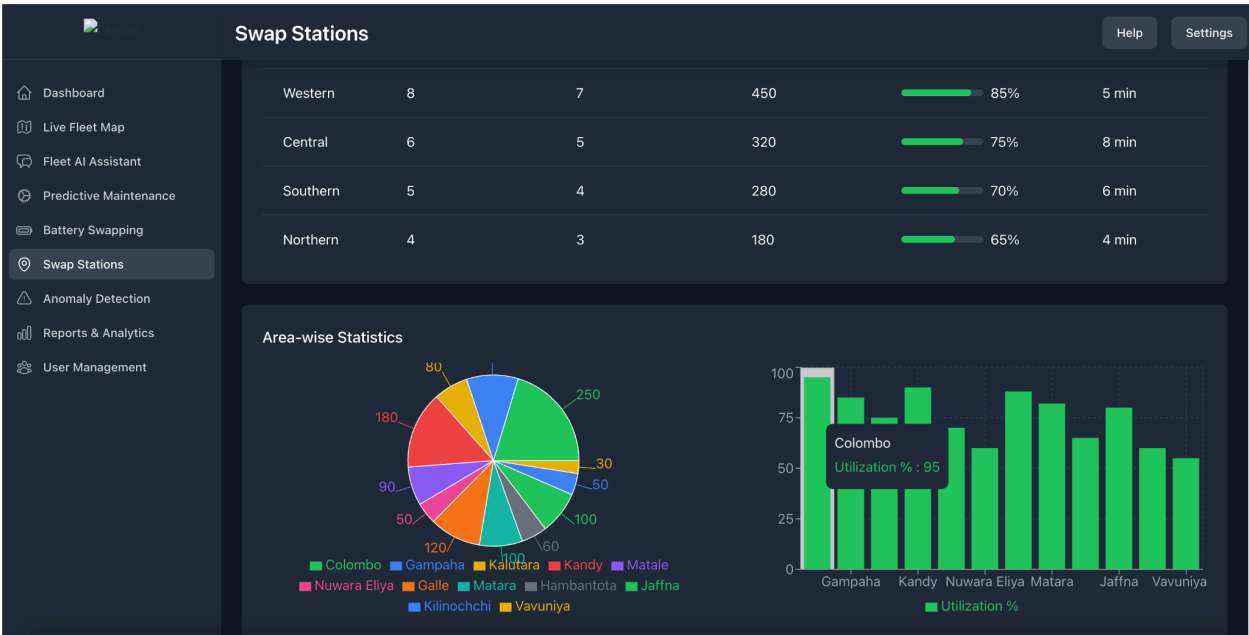 Swap Stations
Help
Settings
Dashboard
Live Fleet Map
Fleet AI Assistant
Predictive Maintenance
Battery Swapping
Swap Stations
Anomaly Detection
Reports & Analytics
User Management
Western 8 7 450 85% 5 min
Central 6 5 320 75% 8 min
Southern 5 4 280 70% 6 min
Northern 4 3 180 65% 4 min
Area-wise Statistics
80
250
180
30
50
90
100
50
120
100
60
Colombo Gampaha Kalutara Kandy Matale
Nuwara Eliya Galle Matara Hambantota Jaffna
Kilinochchi Vavuniya
100
75
50
25
0
Colombo
Utilization % : 95
Gampaha Kandy Nuwara Eliya Matara Jaffna Vavuniya
Utilization %